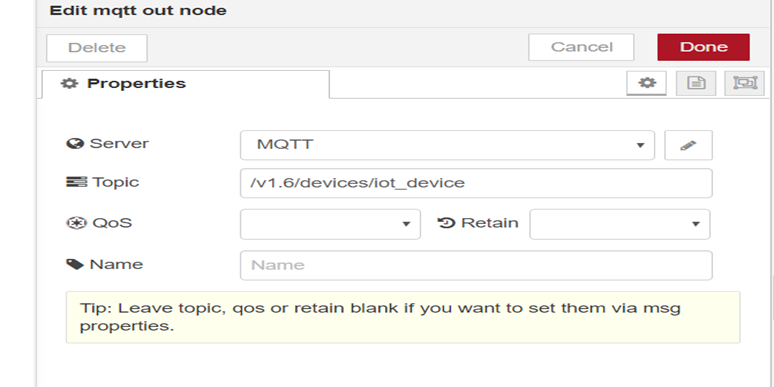 Edit mqtt out node
Delete
Cancel
Done
Properties
Server
MQTT
Topic
/v1.6/devices/iot_device
QoS
Retain
Name
Name
Tip: Leave topic, qos or retain blank if you want to set them via msg
properties.